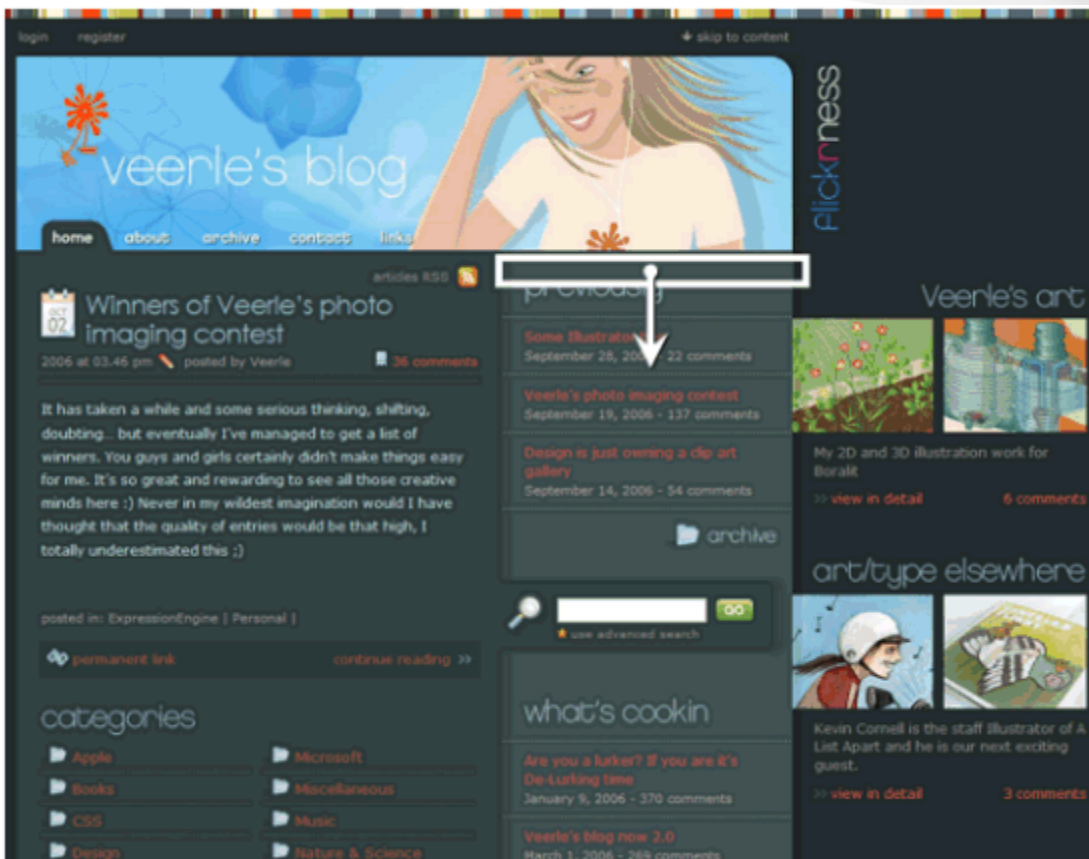 login register
skip to content
veerle's blog
flickrness
home about archive contact links
articles RSS
OCT
02
Winners of Veerle's photo
imaging contest
2006 at 03.46 pm posted by Veerle
36 comments
It has taken a while and some serious thinking, shifting,
doubting... but eventually I've managed to get a list of
winners. You guys and girls certainly didn't make things easy
for me. It's so great and rewarding to see all those creative
minds here :) Never in my wildest imagination would I have
thought that the quality of entries would be that high, I
totally underestimated this ;)
posted in: ExpressionEngine | Personal |
permanent link
continue reading >>
categories
Apple
Microsoft
Books
Miscellaneous
CSS
Music
Design
Nature & Science
previously
Some Illustrator
September 28, 2006 - 22 comments
Veerle's photo imaging contest
September 19, 2006 - 137 comments
Design is just owning a clip art
gallery
September 14, 2006 - 54 comments
archive
GO
use advanced search
what's cookin
Are you a lurker? If you are it's
De-Lurking time
January 9, 2006 - 370 comments
Veerle's blog now 2.0
March 1, 2006 - 269 comments
Veerle's art
My 2D and 3D illustration work for
Boralit
>> view in detail
6 comments
art/type elsewhere
Kevin Cornell is the staff Illustrator of A
List Apart and he is our next exciting
guest.
>> view in detail
3 comments